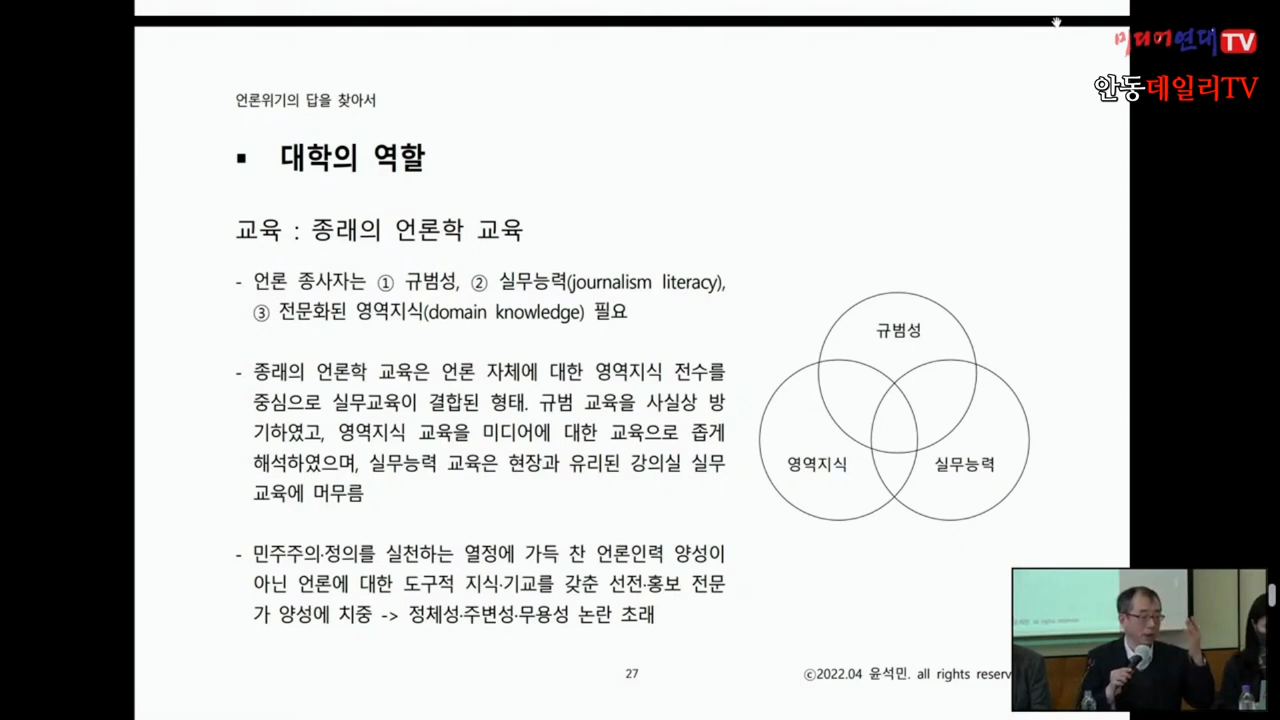 미디어연대TV
안동데일리TV
언론위기의 답을 찾아서
▪ 대학의 역할
교육 : 종래의 언론학 교육
- 언론 종사자는 ① 규범성, ② 실무능력(journalism literacy),
③ 전문화된 영역지식(domain knowledge) 필요
- 종래의 언론학 교육은 언론 자체에 대한 영역지식 전수를
중심으로 실무교육이 결합된 형태. 규범 교육을 사실상 방
기하였고, 영역지식 교육을 미디어에 대한 교육으로 좁게
해석하였으며, 실무능력 교육은 현장과 유리된 강의실 실무
교육에 머무름
- 민주주의·정의를 실천하는 열정에 가득 찬 언론인력 양성이
아닌 언론에 대한 도구적 지식·기교를 갖춘 선전·홍보 전문
가 양성에 치중 -> 정체성·주변성·무용성 논란 초래
규범성
영역지식
실무능력
27
ⓒ2022.04 윤석민. all rights reserv